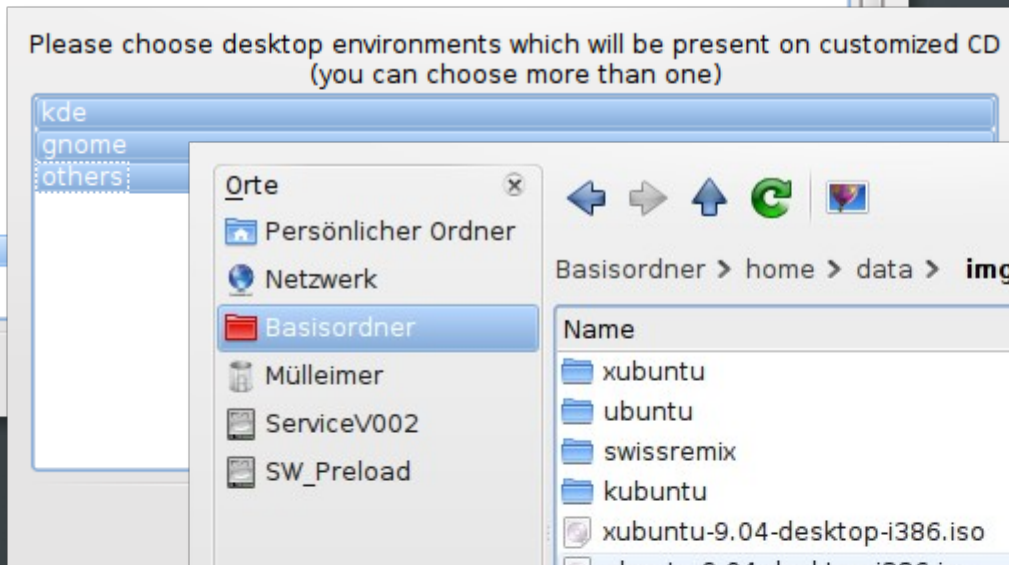 Please choose desktop environments which will be present on customized CD
(you can choose more than one)
kde
gnome
others
Orte
Persönlicher Ordner
Netzwerk
Basisordner
Mülleimer
ServiceV002
SW_Preload
Basisordner > home > data > img
Name
xubuntu
ubuntu
swissremix
kubuntu
xubuntu-9.04-desktop-i386.iso